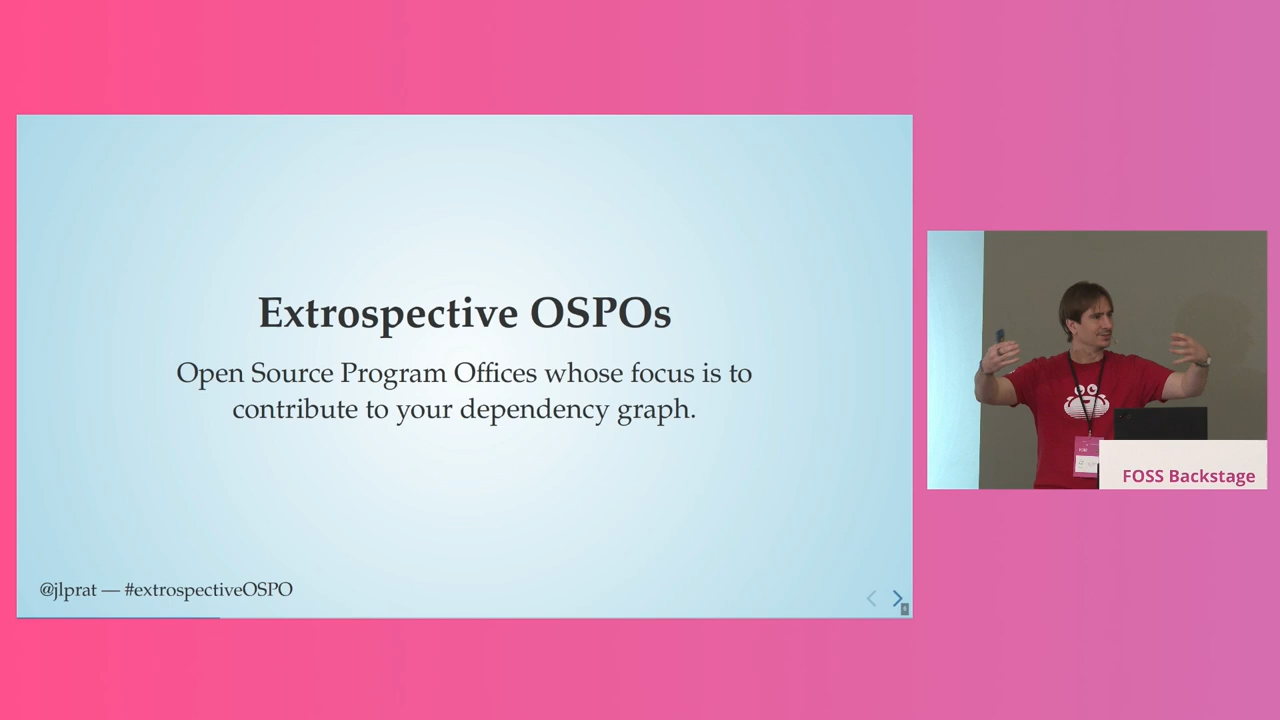 Extrospective OSPOs
Open Source Program Offices whose focus is to
contribute to your dependency graph.
@jlprat — #extrospectiveOSPO
FOSS Backstage